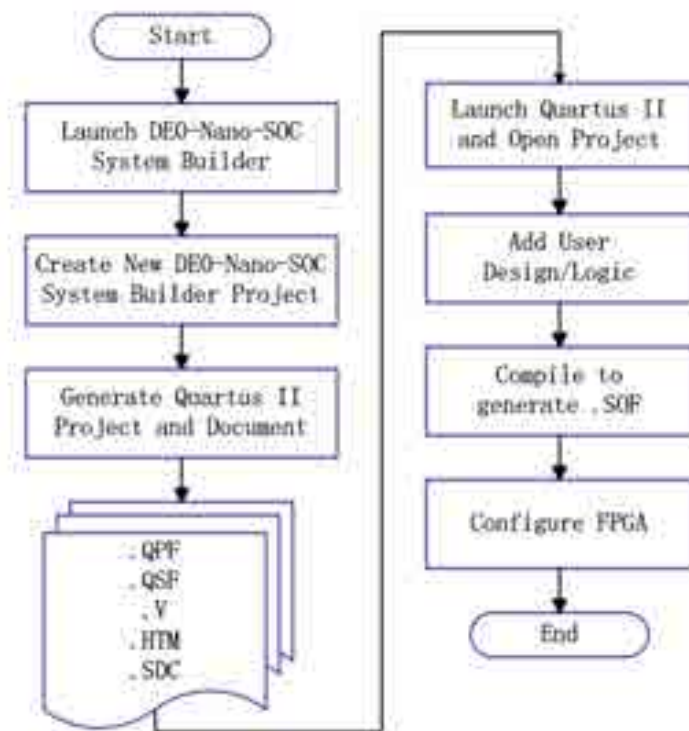 Start
Launch DE0-Nano-SOC
System Builder
Create New DE0-Nano-SOC
System Builder Project
Generate Quartus II
Project and Document
.QPF
.QSF
.V
.HTM
.SDC
Launch Quartus II
and Open Project
Add User
Design/Logic
Compile to
generate .SOF
Configure FPGA
End